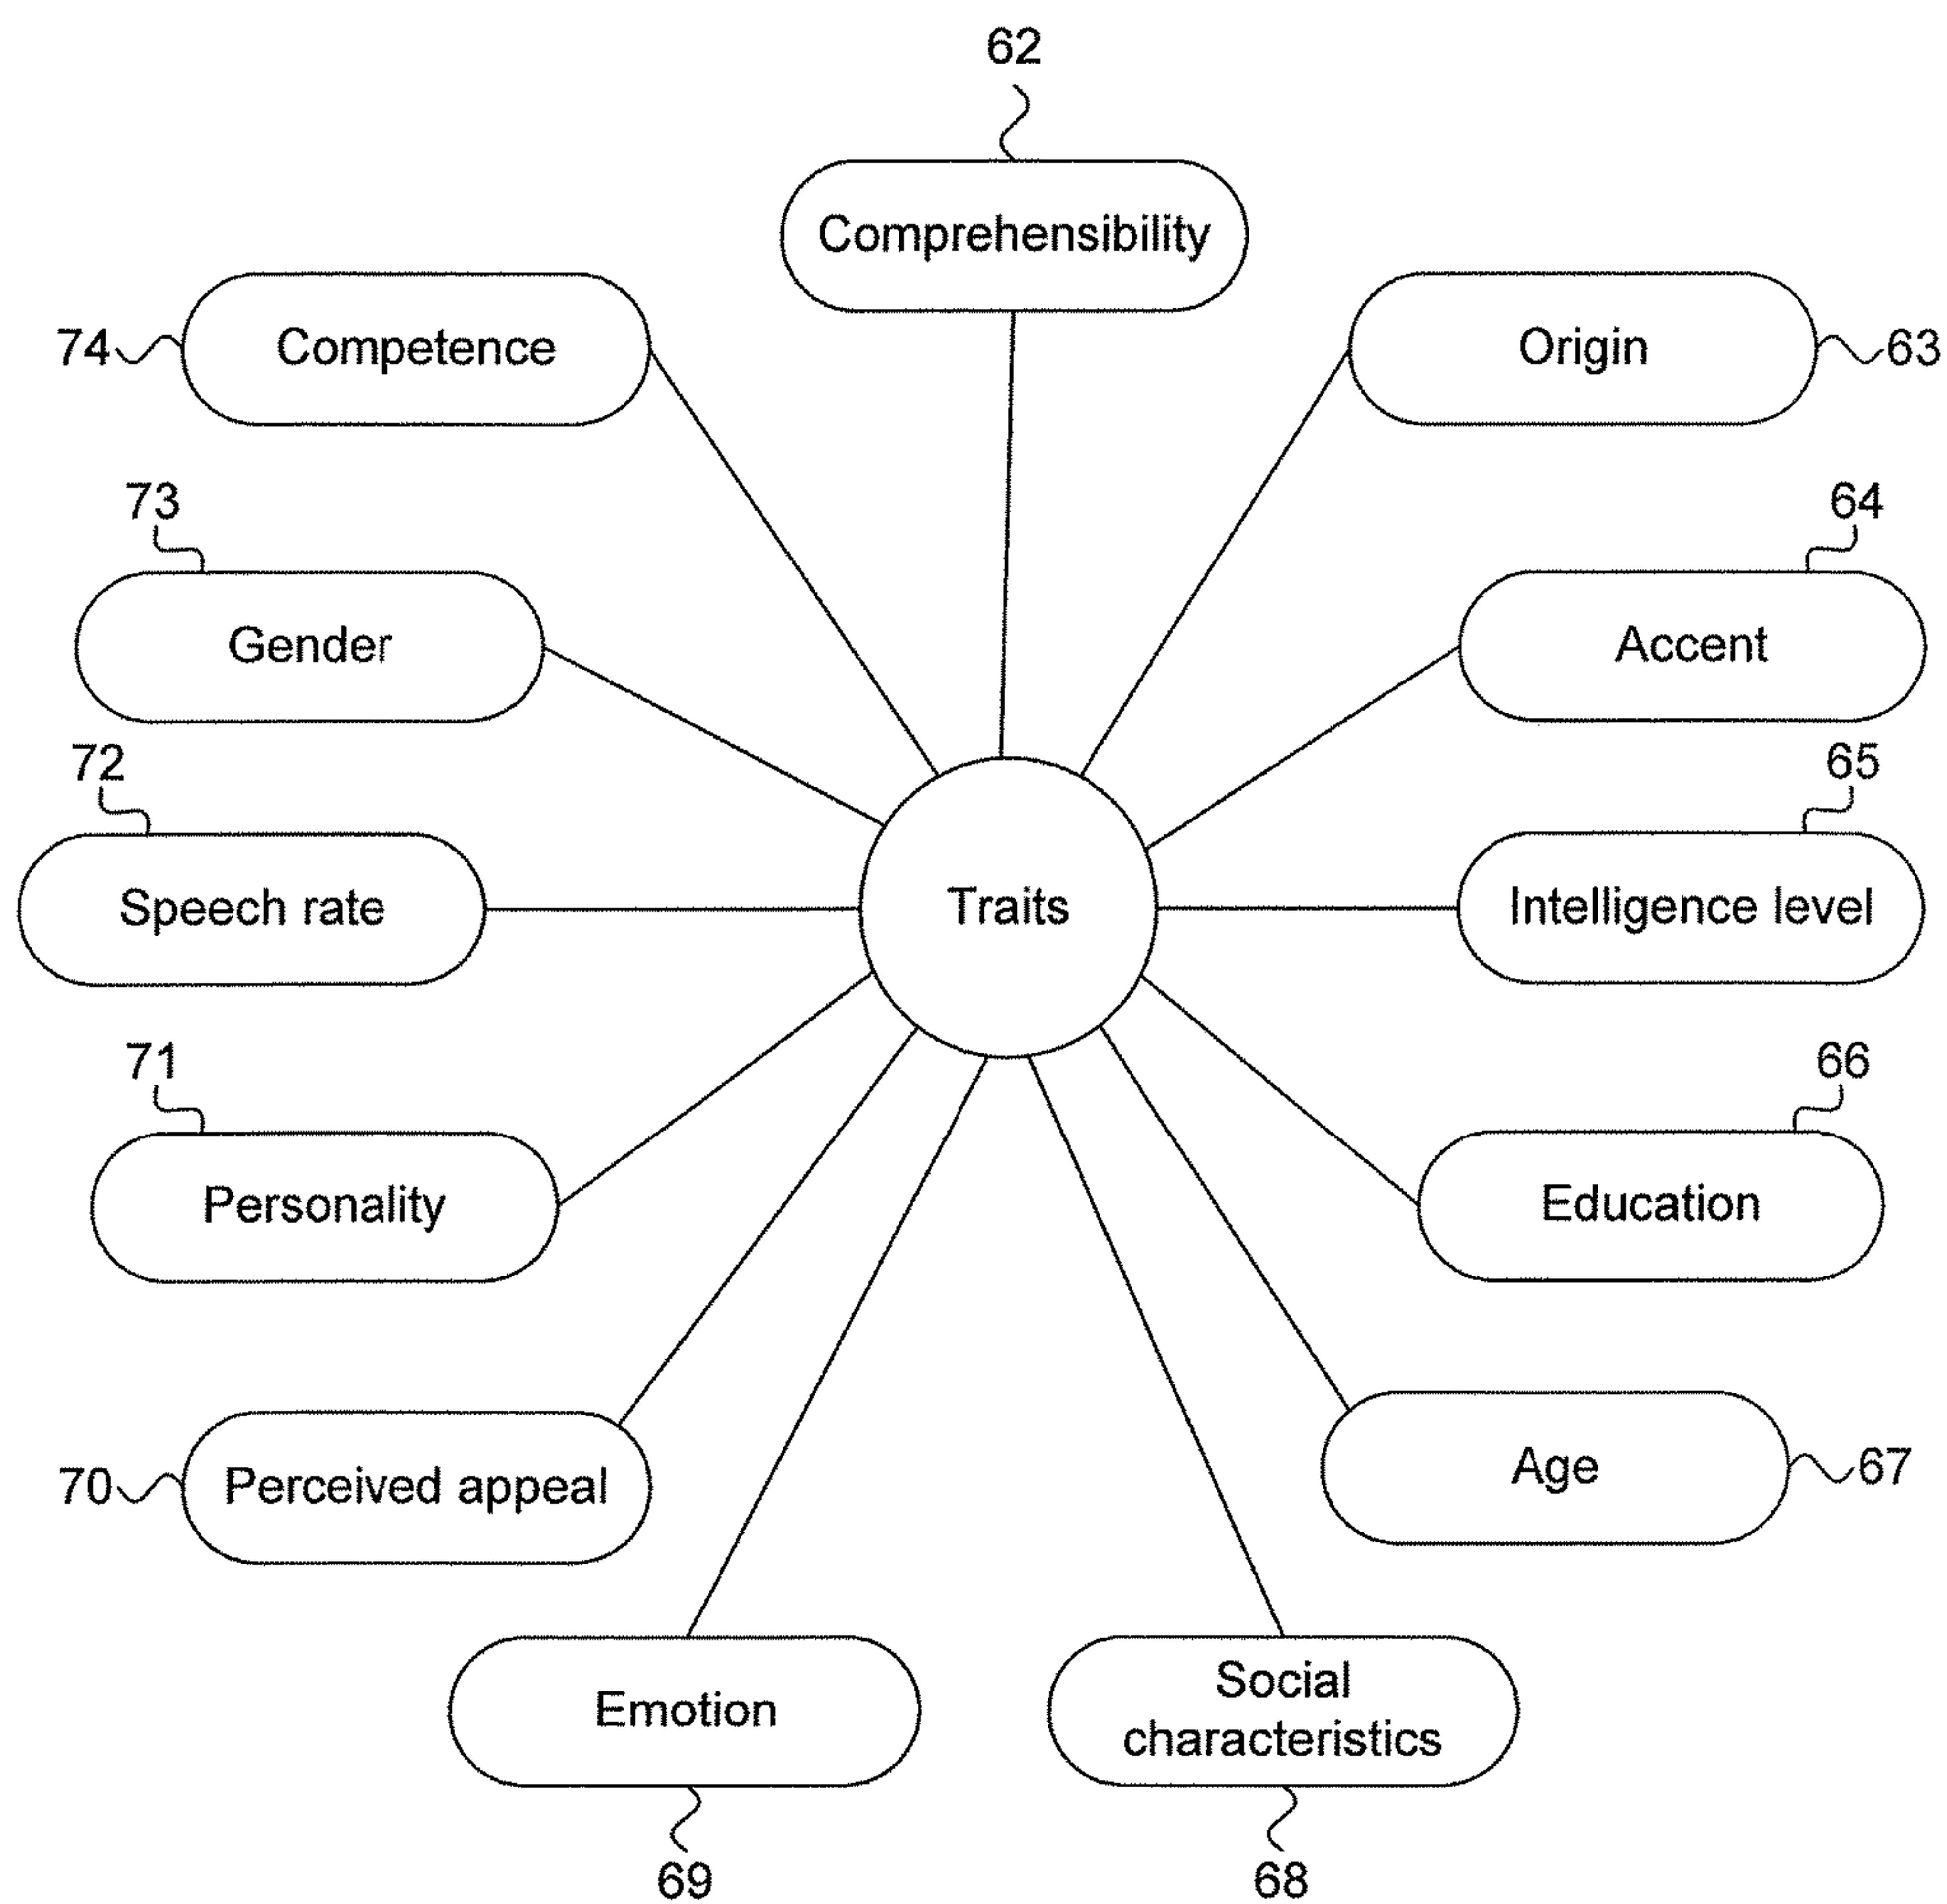 62
Comprehensibility
74
Competence
Origin
63
73
Gender
64
Accent
72
Speech rate
Traits
65
Intelligence level
71
Personality
66
Education
70
Perceived appeal
Age
67
Emotion
69
Social
characteristics
68